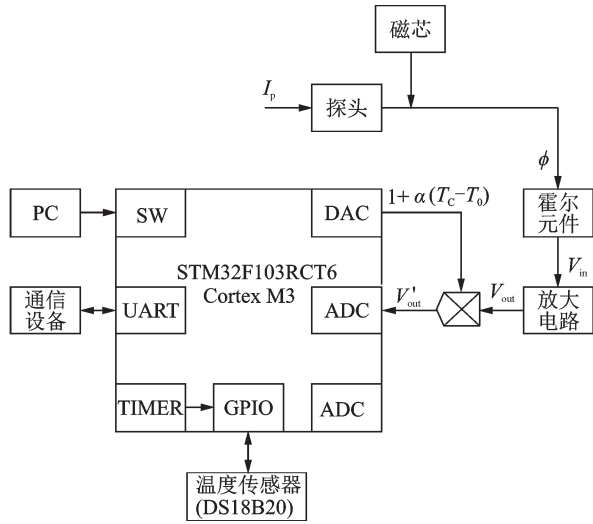 磁芯
I_p
探头
ϕ
PC
SW
DAC
1+α(T_C−T_0)
霍尔
元件
STM32F103RCT6
Cortex M3
V_in
通信
设备
UART
ADC
V'_out
V_out
放大
电路
TIMER
GPIO
ADC
温度传感器
(DS18B20)